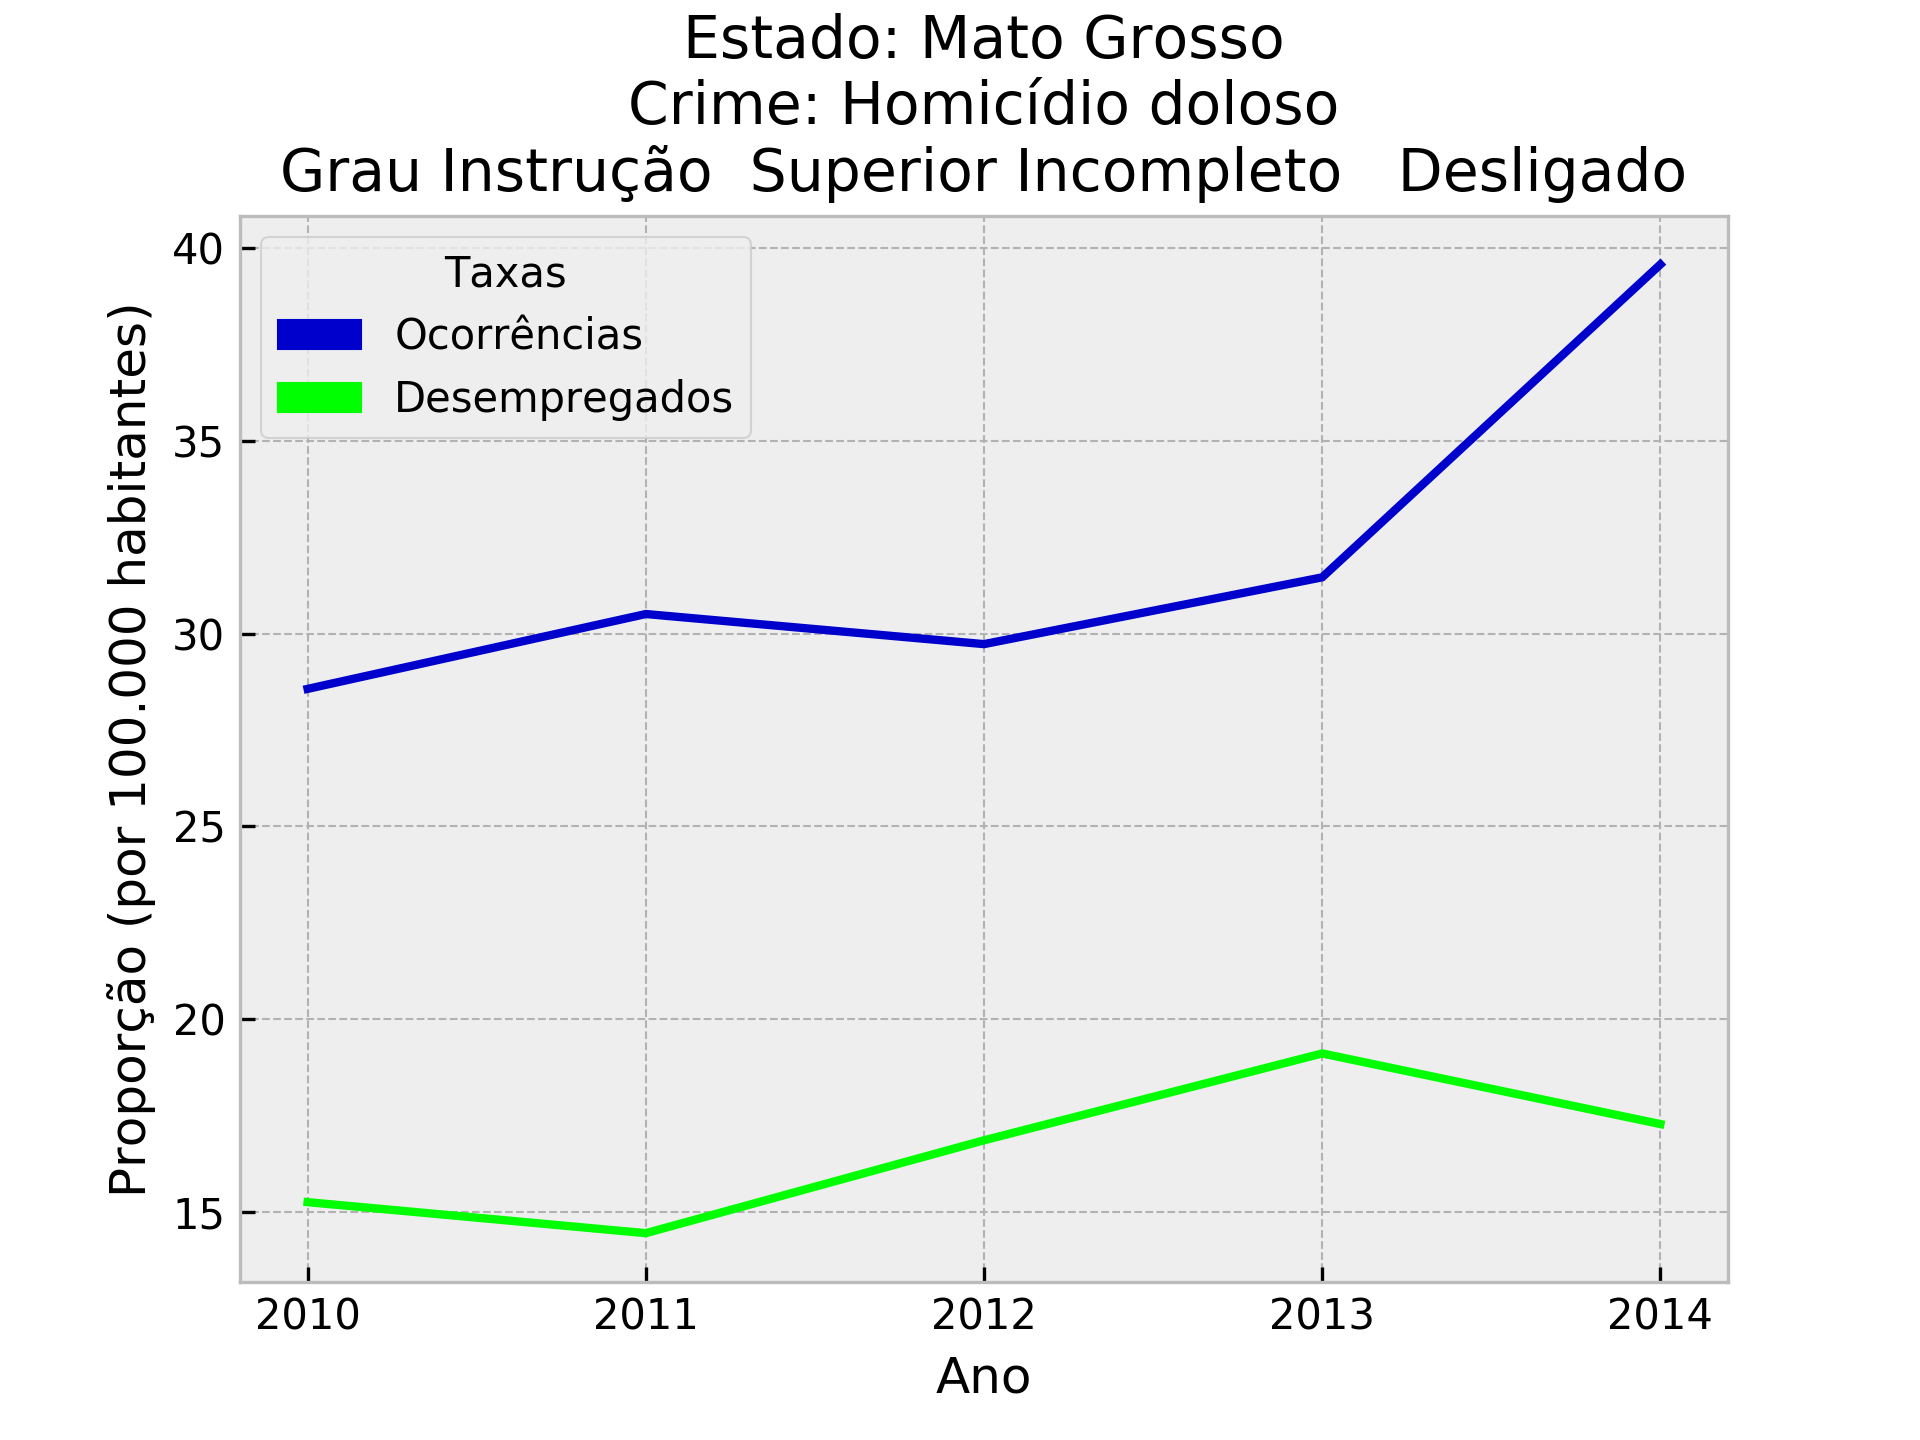 Estado: Mato Grosso
Crime: Homicídio doloso
Grau Instrução  Superior Incompleto   Desligado
Taxas
Ocorrências
Desempregados
Proporção (por 100.000 habitantes)
40
35
30
25
20
15
2010 2011 2012 2013 2014
Ano